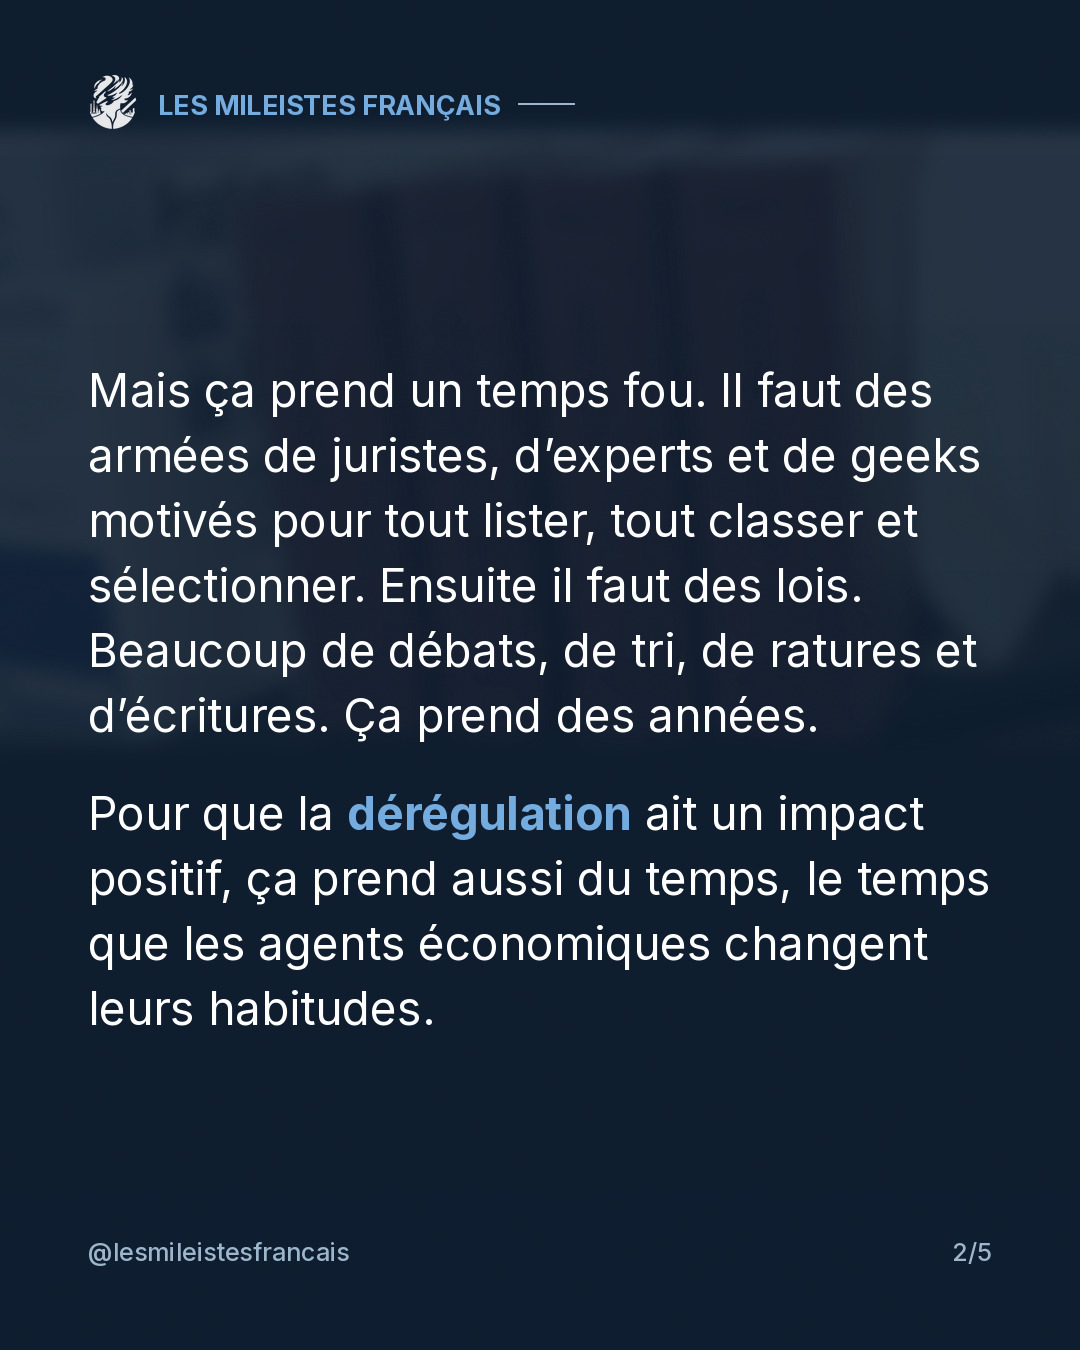 LES MILEISTES FRANÇAIS
Mais ça prend un temps fou. Il faut des
armées de juristes, d’experts et de geeks
motivés pour tout lister, tout classer et
sélectionner. Ensuite il faut des lois.
Beaucoup de débats, de tri, de ratures et
d’écritures. Ça prend des années.
Pour que la dérégulation ait un impact
positif, ça prend aussi du temps, le temps
que les agents économiques changent
leurs habitudes.
@lesmileistesfrancais
2/5